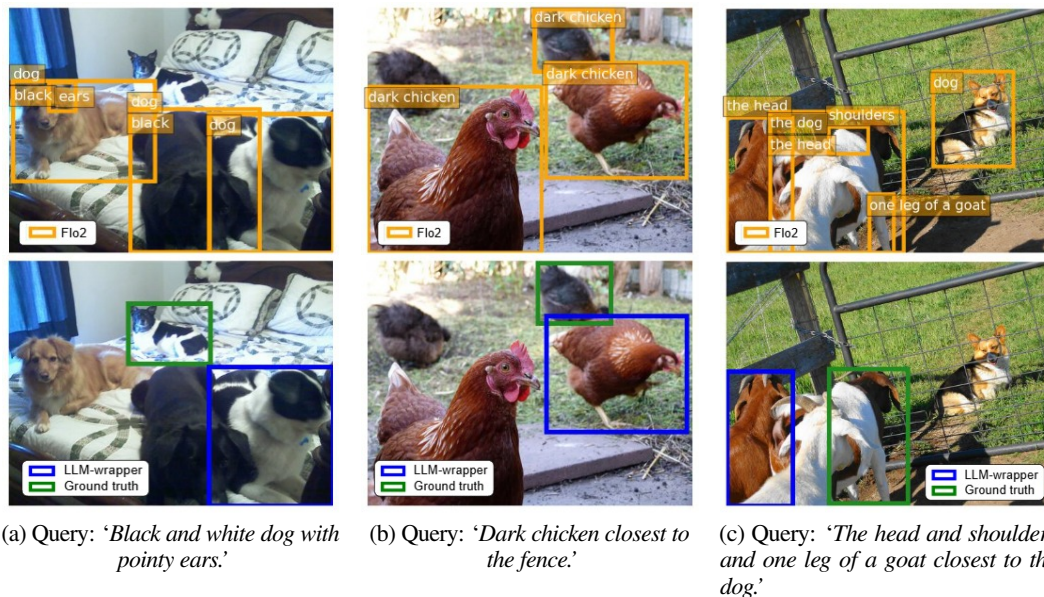 dog
black
ears
dog
black
dog
Flo2
dark chicken
dark chicken
dark chicken
Flo2
the head
the dog
the head
shoulders
dog
one leg of a goat
Flo2
LLM-wrapper
Ground truth
LLM-wrapper
Ground truth
LLM-wrapper
Ground truth
(a) Query: ‘Black and white dog with
pointy ears.’
(b) Query: ‘Dark chicken closest to
the fence.’
(c) Query: ‘The head and shoulder
and one leg of a goat closest to th
dog.’